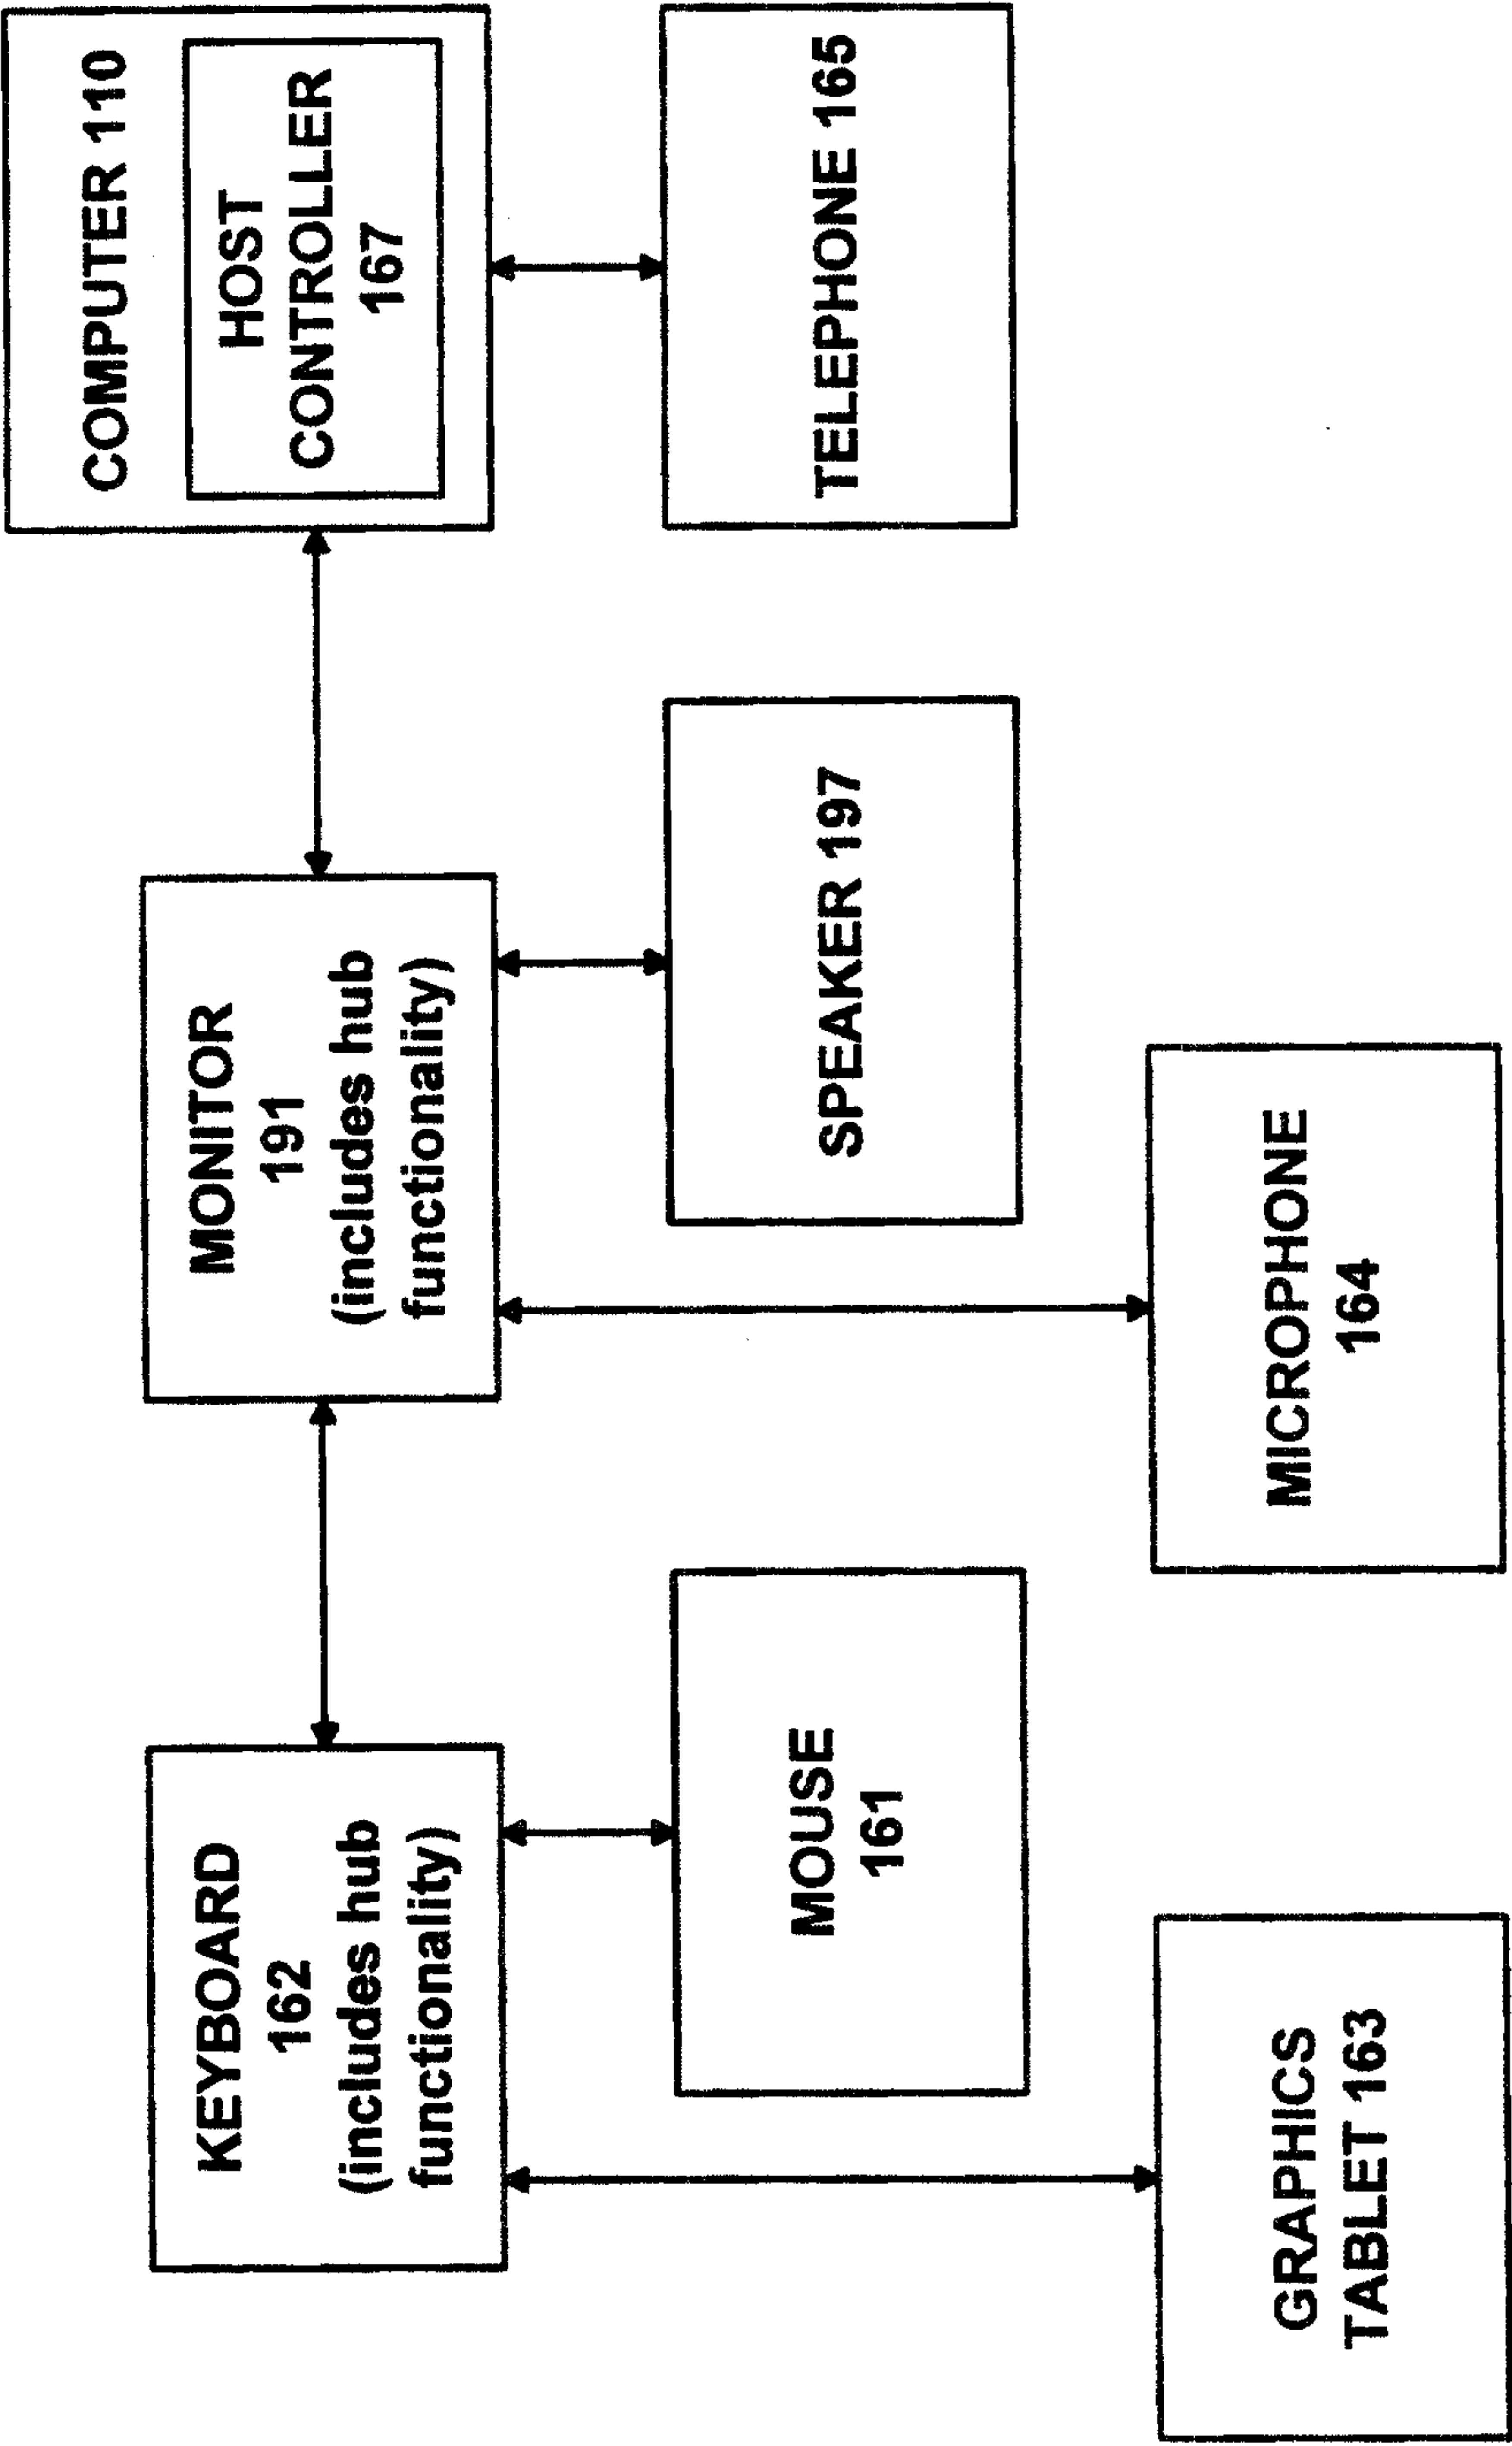 KEYBOARD
162
(includes hub
functionality)
MONITOR
191
(includes hub
functionality)
COMPUTER 110
HOST
CONTROLLER
167
MOUSE
161
SPEAKER 197
TELEPHONE 165
GRAPHICS
TABLET 163
MICROPHONE
164